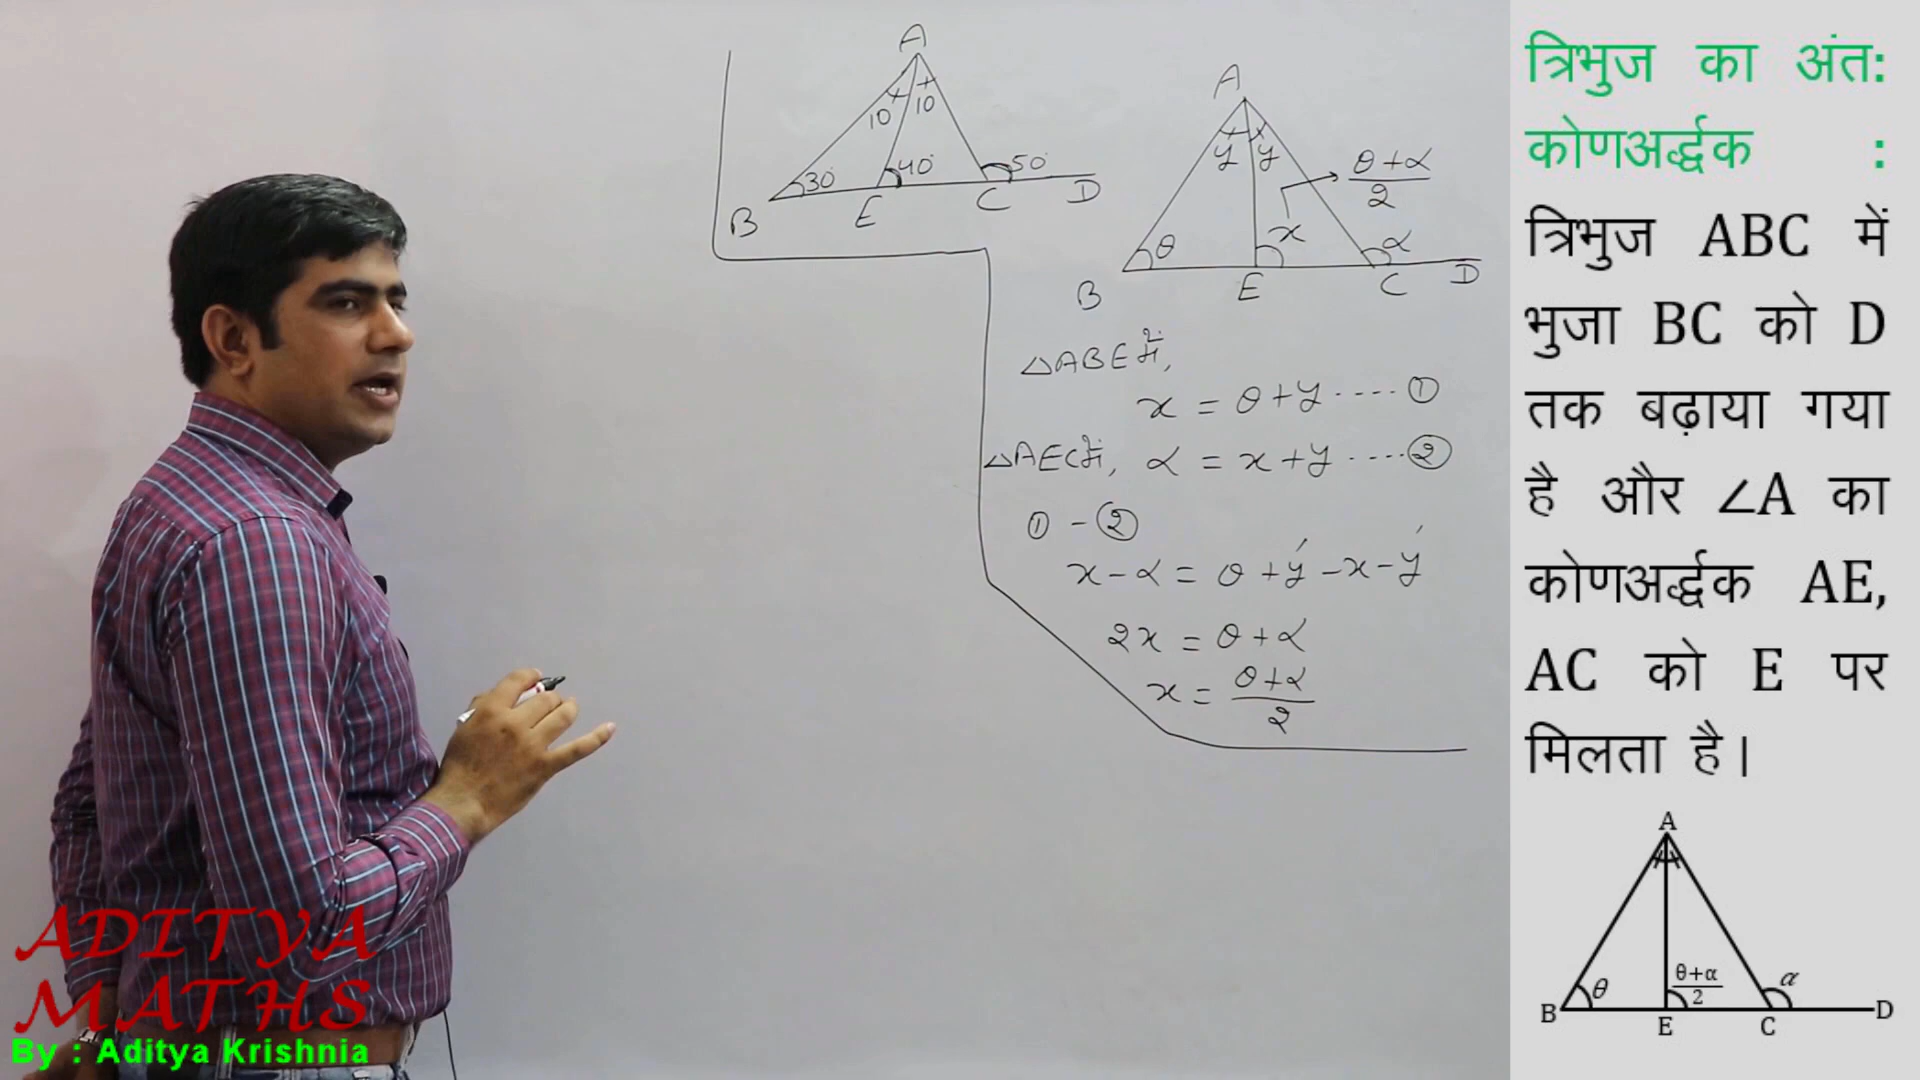 A
10 10
30° 40° 50°
B E C D
A
y y
θ+α
2
θ x α
B E C D
△ABE में,
x = θ+y ---- ①
△AEC में, α = x+y ---- ②
① - ②
x-α = θ+y-x-y
2x = θ+α
x = θ+α
2
त्रिभुज का अंतः
कोणअर्द्धक :
त्रिभुज ABC में
भुजा BC को D
तक बढ़ाया गया
है और ∠A का
कोणअर्द्धक AE,
AC को E पर
मिलता है।
A
θ θ+α α
2
B E C D
ADITYA
MATHS
By : Aditya Krishnia